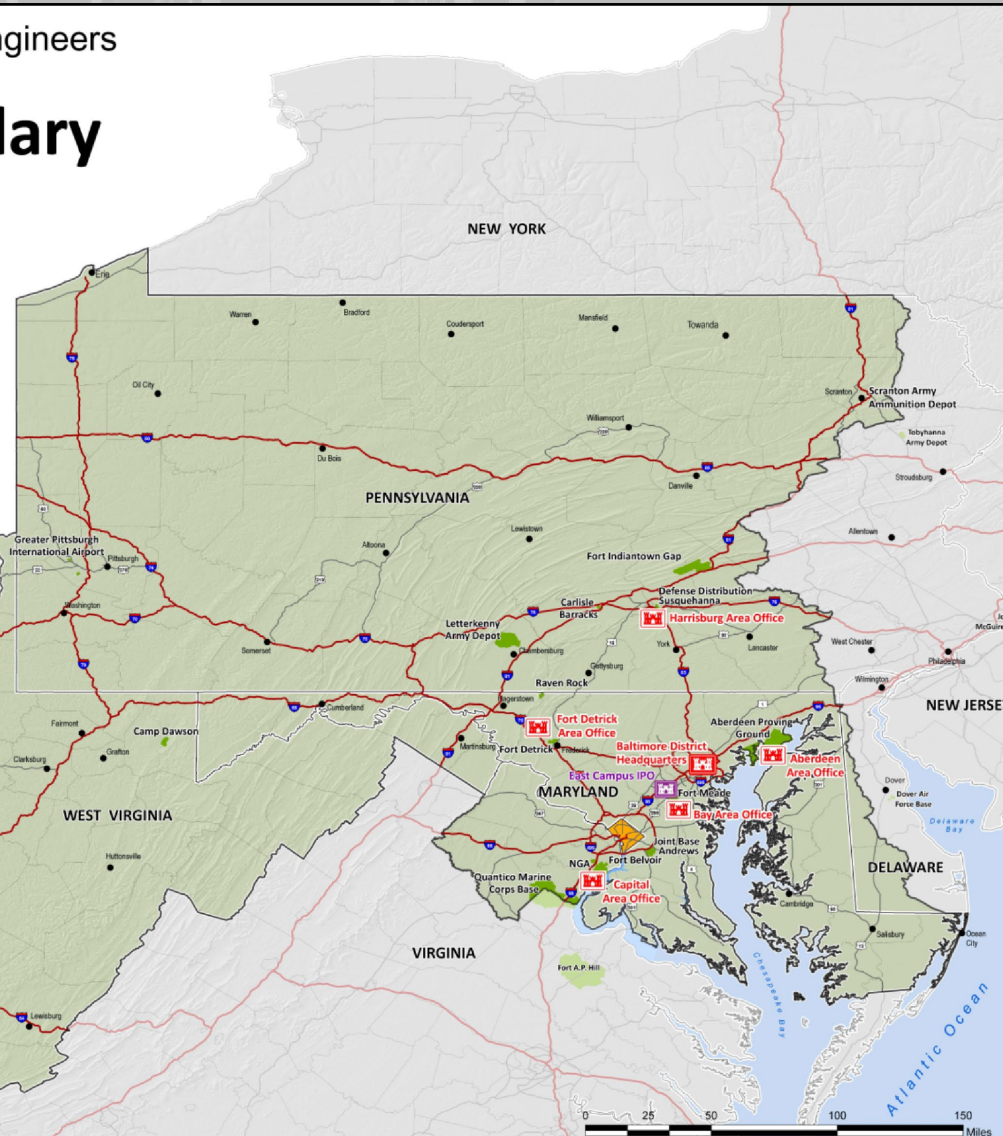 ngineers
dary
NEW YORK
Erie
Warren
Bradford
Coudersport
Mansfield
Towanda
Oil City
Scranton
Scranton Army
Ammunition Depot
Williamsport
Tobyhanna
Army Depot
Du Bois
Danville
Stroudsburg
PENNSYLVANIA
Lewistown
Allentown
Greater Pittsburgh
International Airport
Pittsburgh
Altoona
Fort Indiantown Gap
Washington
Carlisle
Barracks
Defense Distribution
Susquehanna
Harrisburg Area Office
Letterkenny
Army Depot
Somerset
Chambersburg
York
Lancaster
West Chester
McGuire
Philadelphia
Gettysburg
Raven Rock
Wilmington
Hagerstown
NEW JERSE
Cumberland
Fairmont
Camp Dawson
Fort Detrick
Area Office
Aberdeen Proving
Ground
Martinsburg
Fort Detrick
Frederick
Baltimore District
Headquarters
Clarksburg
Grafton
Aberdeen
Area Office
East Campus IPO
Dover
MARYLAND
Fort Meade
Dover Air
Force Base
WEST VIRGINIA
Bay Area Office
Delaware
Bay
Joint Base
Andrews
Huttonsville
NGA
Fort Belvoir
DELAWARE
Quantico Marine
Corps Base
Capital
Area Office
Cambridge
Salisbury
Ocean
City
VIRGINIA
Fort A.P. Hill
Chesapeake Bay
Lewisburg
Atlantic Ocean
0 25 50 100 150
Miles